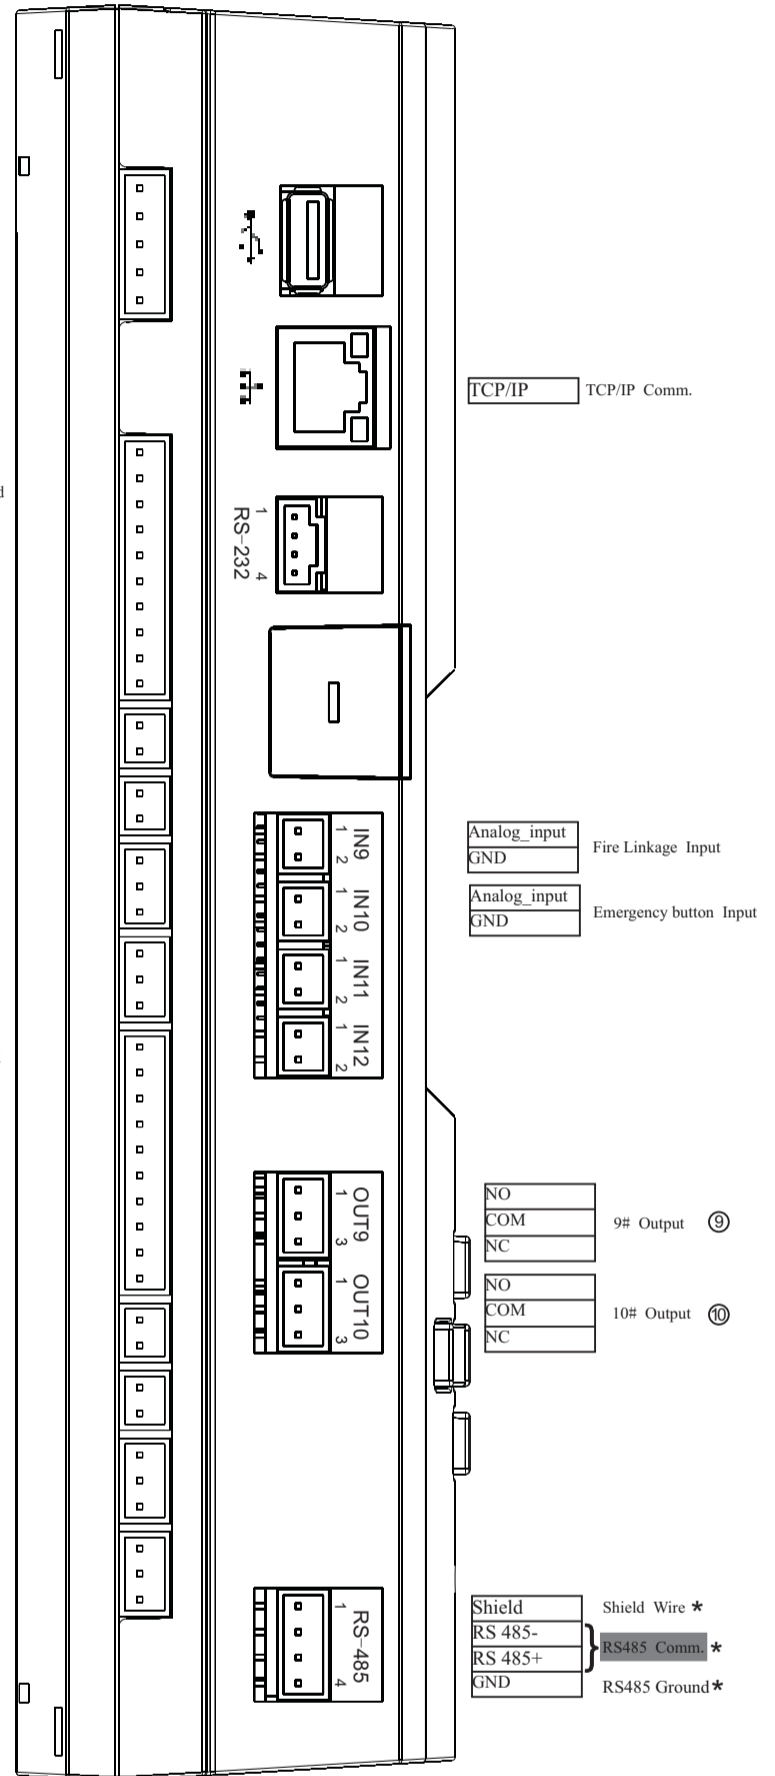 TCP/IP TCP/IP Comm.
d
1
RS-232
4
Analog_input
GND
Fire Linkage Input
Analog_input
GND
Emergency button Input
1 IN9
2
1 IN10
2
1 IN11
2
1 IN12
2
NO
COM
NC
9# Output ⑨
NO
COM
NC
10# Output ⑩
1 OUT9
3
1 OUT10
3
Shield Shield Wire *
RS 485-
RS 485+
} RS485 Comm. *
GND RS485 Ground *
1 RS-485
4